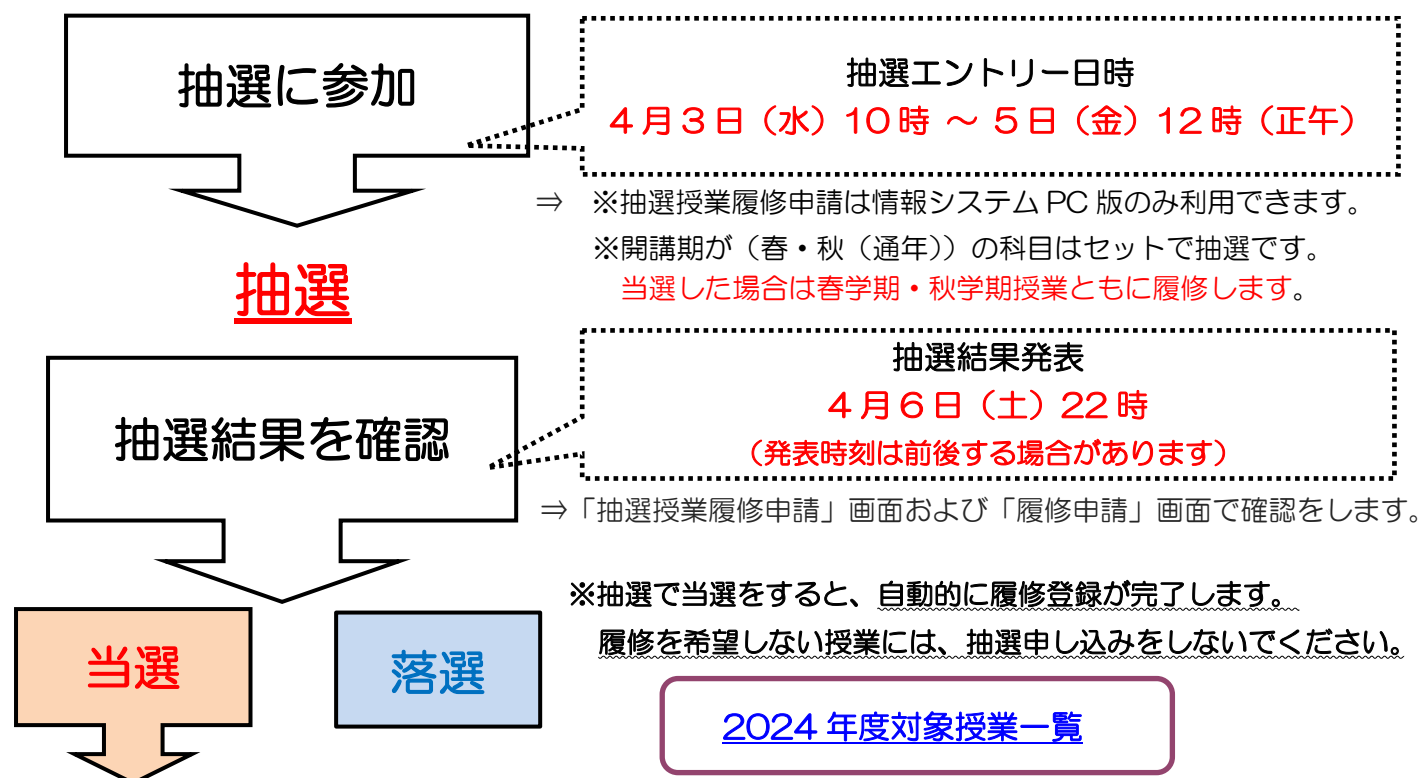 抽選に参加
抽選エントリー日時
4月3日（水）10時 ～ 5日（金）12時（正午）
⇒ ※抽選授業履修申請は情報システム PC 版のみ利用できます。
※開講期が（春・秋（通年））の科目はセットで抽選です。
当選した場合は春学期・秋学期授業ともに履修します。
抽選
抽選結果発表
4月6日（土）22時
（発表時刻は前後する場合があります）
抽選結果を確認
⇒「抽選授業履修申請」画面および「履修申請」画面で確認をします。
※抽選で当選をすると、自動的に履修登録が完了します。
履修を希望しない授業には、抽選申し込みをしないでください。
当選
落選
2024 年度対象授業一覧